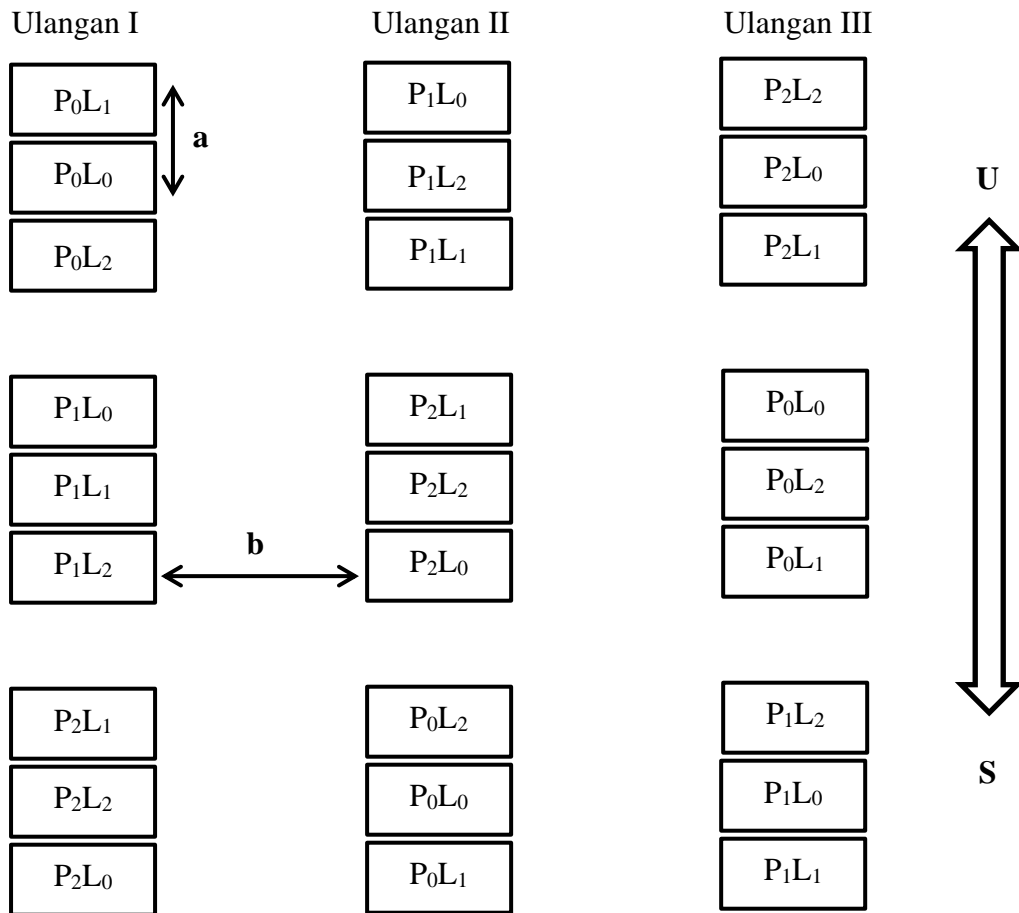 Ulangan I Ulangan II Ulangan III
P₀L₁ P₁L₀ P₂L₂
a
P₀L₀ P₁L₂ P₂L₀
U
P₀L₂ P₁L₁ P₂L₁
P₁L₀ P₂L₁ P₀L₀
P₁L₁ P₂L₂ P₀L₂
b
P₁L₂ P₂L₀ P₀L₁
P₂L₁ P₀L₂ P₁L₂
S
P₂L₂ P₀L₀ P₁L₀
P₂L₀ P₀L₁ P₁L₁